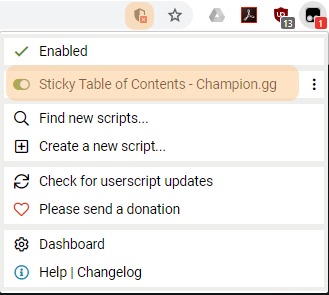 13
1
Enabled
Sticky Table of Contents - Champion.gg
Find new scripts...
Create a new script...
Check for userscript updates
Please send a donation
Dashboard
Help | Changelog